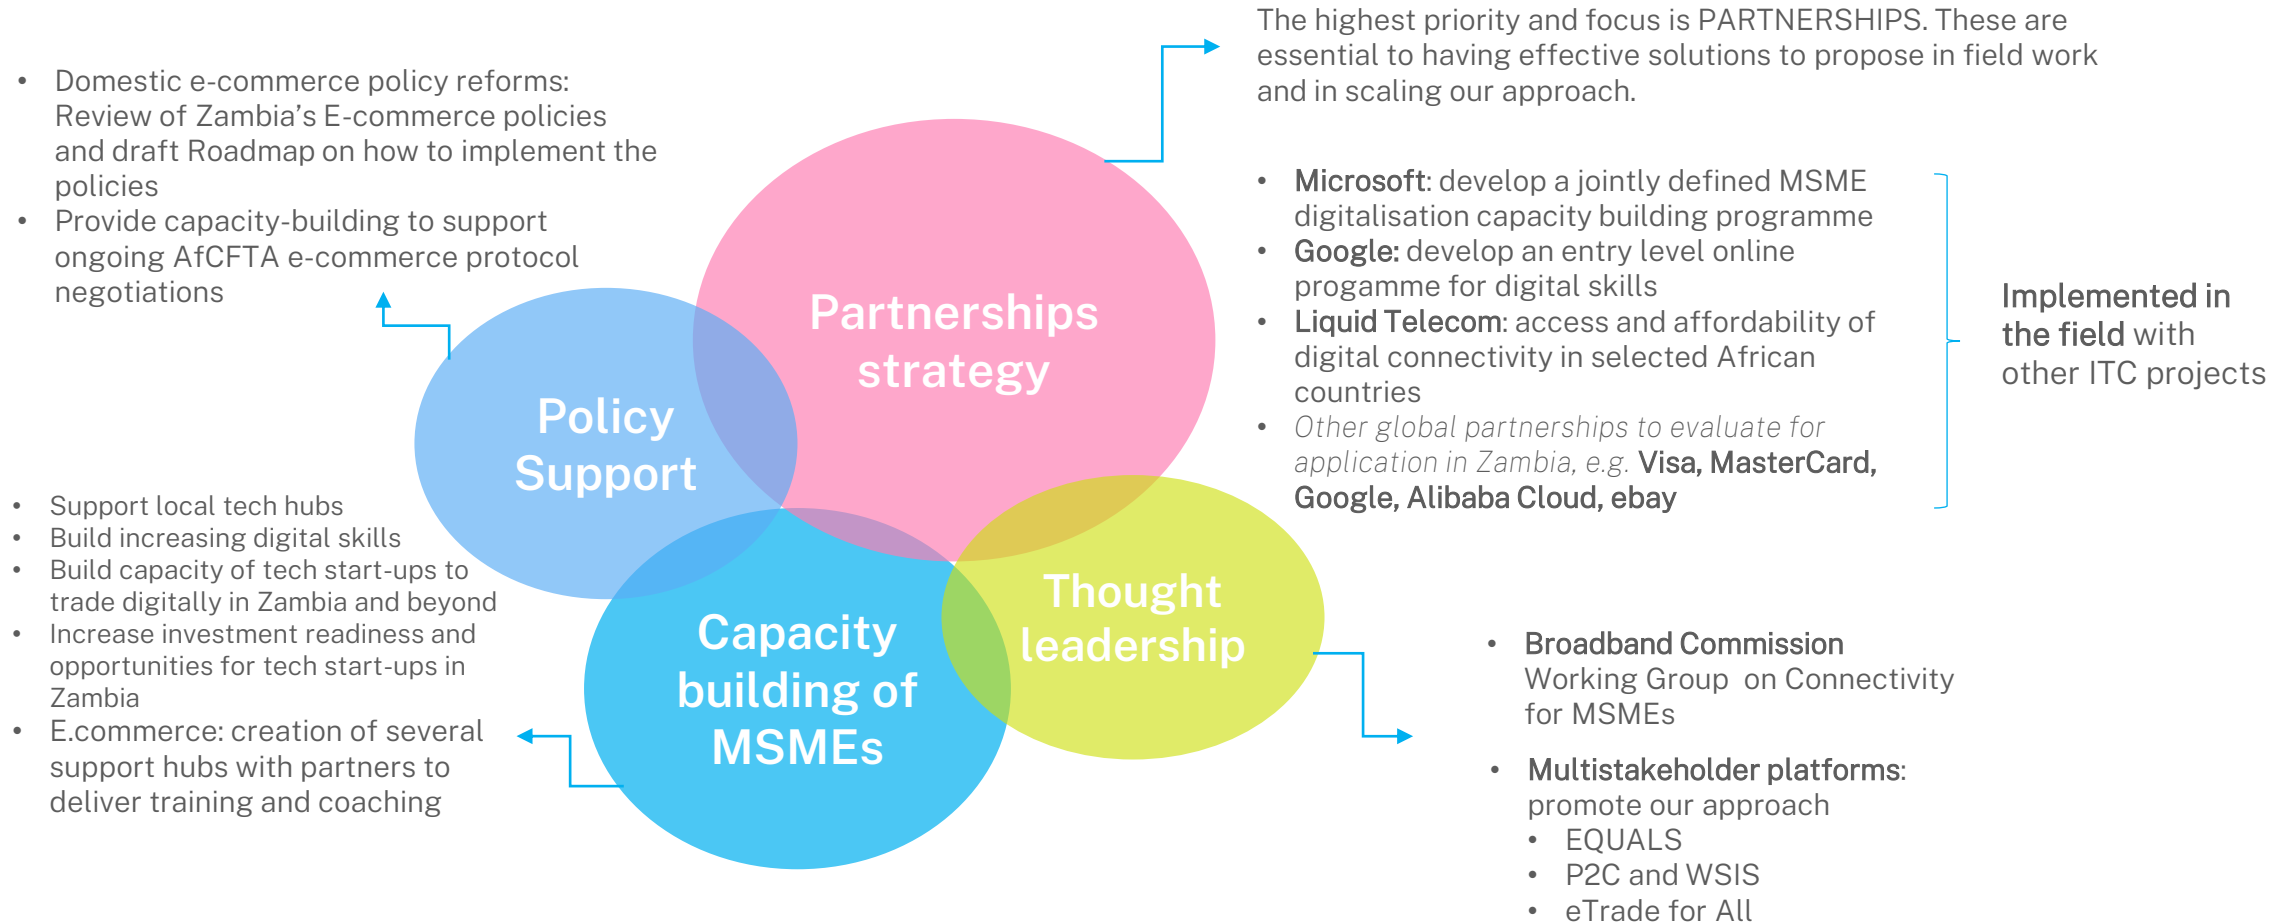 The highest priority and focus is PARTNERSHIPS. These are
essential to having effective solutions to propose in field work
and in scaling our approach.
• Domestic e-commerce policy reforms:
Review of Zambia’s E-commerce policies
and draft Roadmap on how to implement the
policies
• Provide capacity-building to support
ongoing AfCFTA e-commerce protocol
negotiations
• Microsoft: develop a jointly defined MSME
digitalisation capacity building programme
• Google: develop an entry level online
progamme for digital skills
• Liquid Telecom: access and affordability of
digital connectivity in selected African
countries
• Other global partnerships to evaluate for
application in Zambia, e.g. Visa, MasterCard,
Google, Alibaba Cloud, ebay
Implemented in
the field with
other ITC projects
Partnerships
strategy
Policy
Support
• Support local tech hubs
• Build increasing digital skills
• Build capacity of tech start-ups to
trade digitally in Zambia and beyond
• Increase investment readiness and
opportunities for tech start-ups in
Zambia
• E.commerce: creation of several
support hubs with partners to
deliver training and coaching
Capacity
building of
MSMEs
Thought
leadership
• Broadband Commission
Working Group  on Connectivity
for MSMEs
• Multistakeholder platforms:
promote our approach
• EQUALS
• P2C and WSIS
• eTrade for All